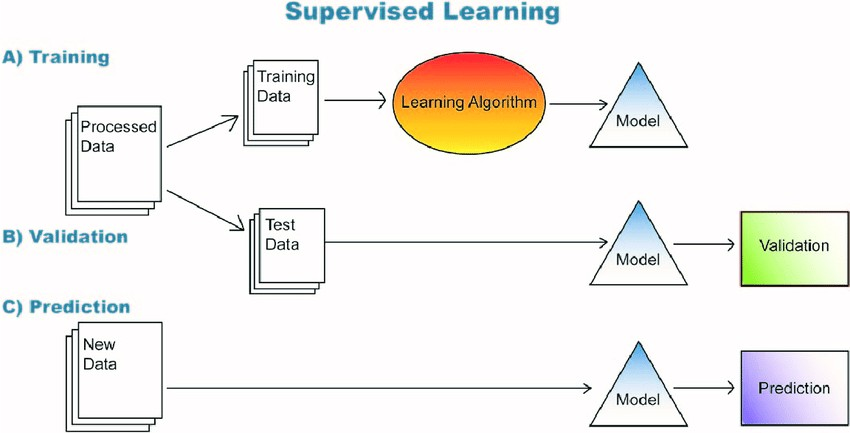 Supervised Learning
A) Training
Training
Data
Learning Algorithm
Model
Processed
Data
B) Validation
Test
Data
Model
Validation
C) Prediction
New
Data
Model
Prediction